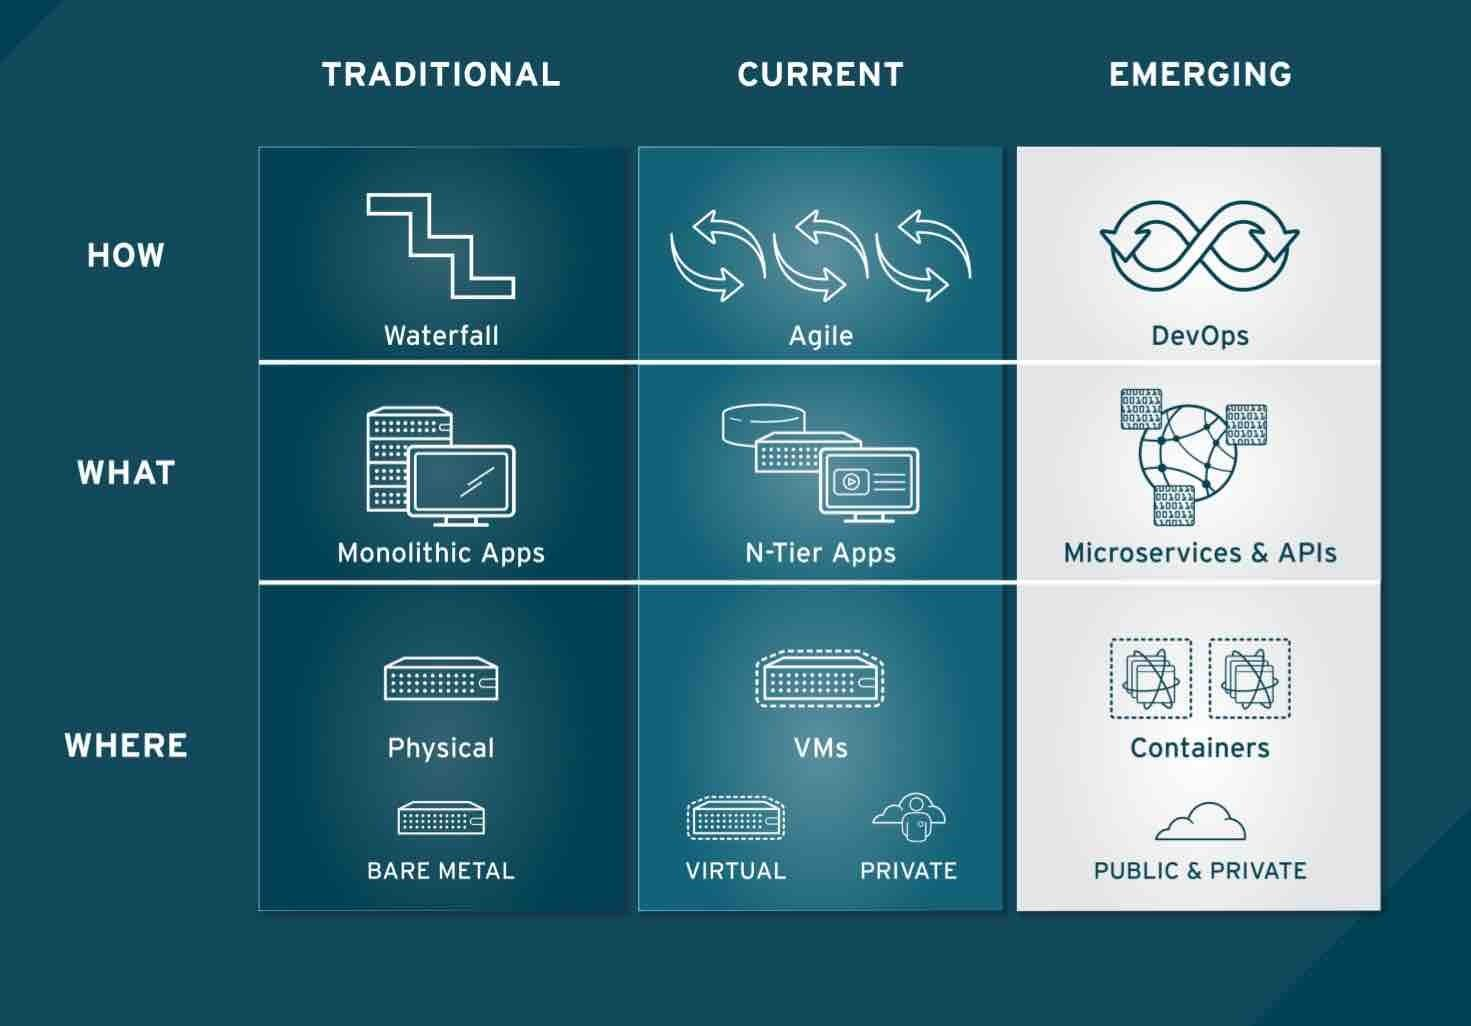 TRADITIONAL CURRENT EMERGING
HOW
Waterfall Agile DevOps
WHAT
Monolithic Apps N-Tier Apps Microservices & APIs
WHERE
Physical VMs Containers
BARE METAL VIRTUAL PRIVATE PUBLIC & PRIVATE